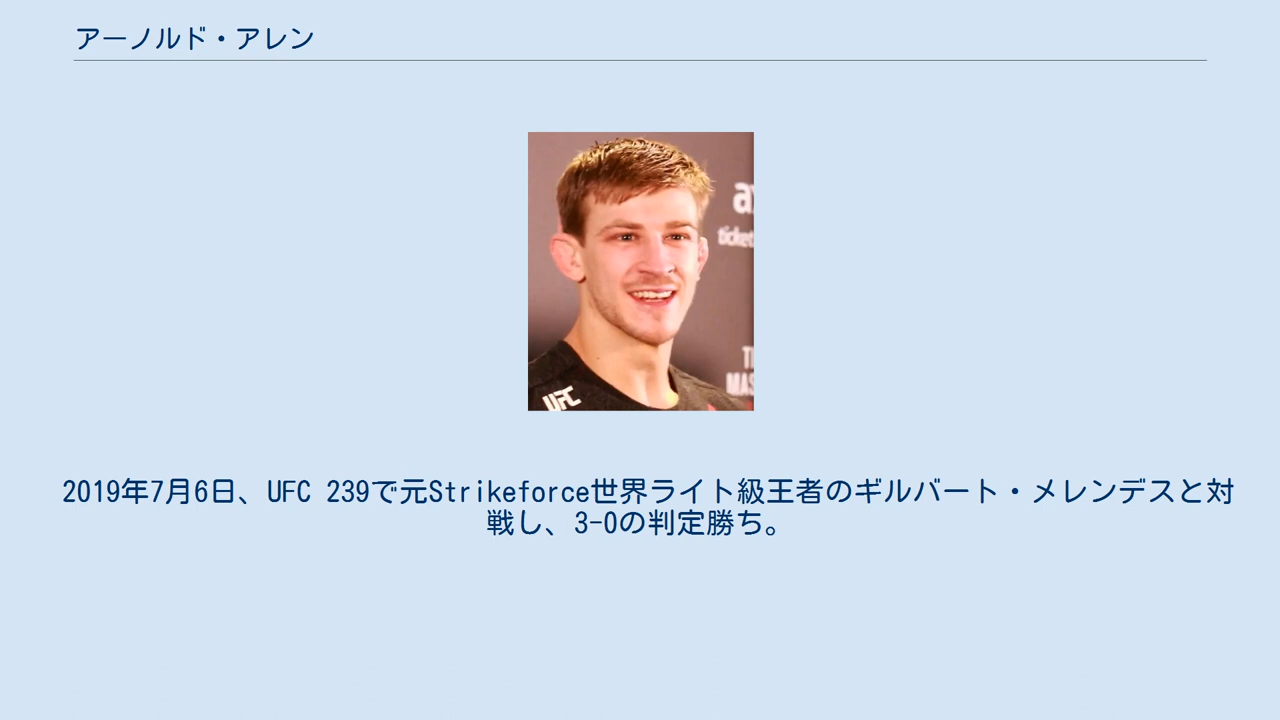 アーノルド・アレン
ax
ticket
UFC
2019年7月6日、UFC 239で元Strikeforce世界ライト級王者のギルバート・メレンデスと対
戦し、3-0の判定勝ち。